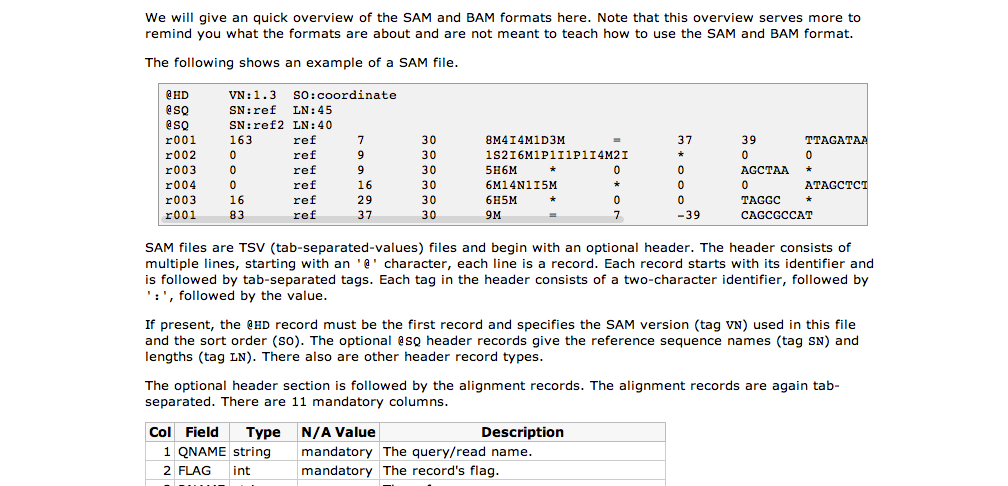 We will give an quick overview of the SAM and BAM formats here. Note that this overview serves more to
remind you what the formats are about and are not meant to teach how to use the SAM and BAM format.
The following shows an example of a SAM file.
@HD VN:1.3 SO:coordinate
@SQ SN:ref LN:45
@SQ SN:ref2 LN:40
r001 163 ref 7 30 8M4I4M1D3M = 37 39 TTAGATAA
r002 0 ref 9 30 1S2I6M1P1I1P1I4M2I * 0 0
r003 0 ref 9 30 5H6M * 0 0 AGCTAA *
r004 0 ref 16 30 6M14N1I5M * 0 0 ATAGCTCT
r003 16 ref 29 30 6H5M * 0 0 TAGGC *
r001 83 ref 37 30 9M = 7 -39 CAGCGCCAT
SAM files are TSV (tab-separated-values) files and begin with an optional header. The header consists of
multiple lines, starting with an '@' character, each line is a record. Each record starts with its identifier and
is followed by tab-separated tags. Each tag in the header consists of a two-character identifier, followed by
':', followed by the value.
If present, the @HD record must be the first record and specifies the SAM version (tag VN) used in this file
and the sort order (SO). The optional @SQ header records give the reference sequence names (tag SN) and
lengths (tag LN). There also are other header record types.
The optional header section is followed by the alignment records. The alignment records are again tab-
separated. There are 11 mandatory columns.
Col Field Type N/A Value Description
1 QNAME string mandatory The query/read name.
2 FLAG int mandatory The record's flag.